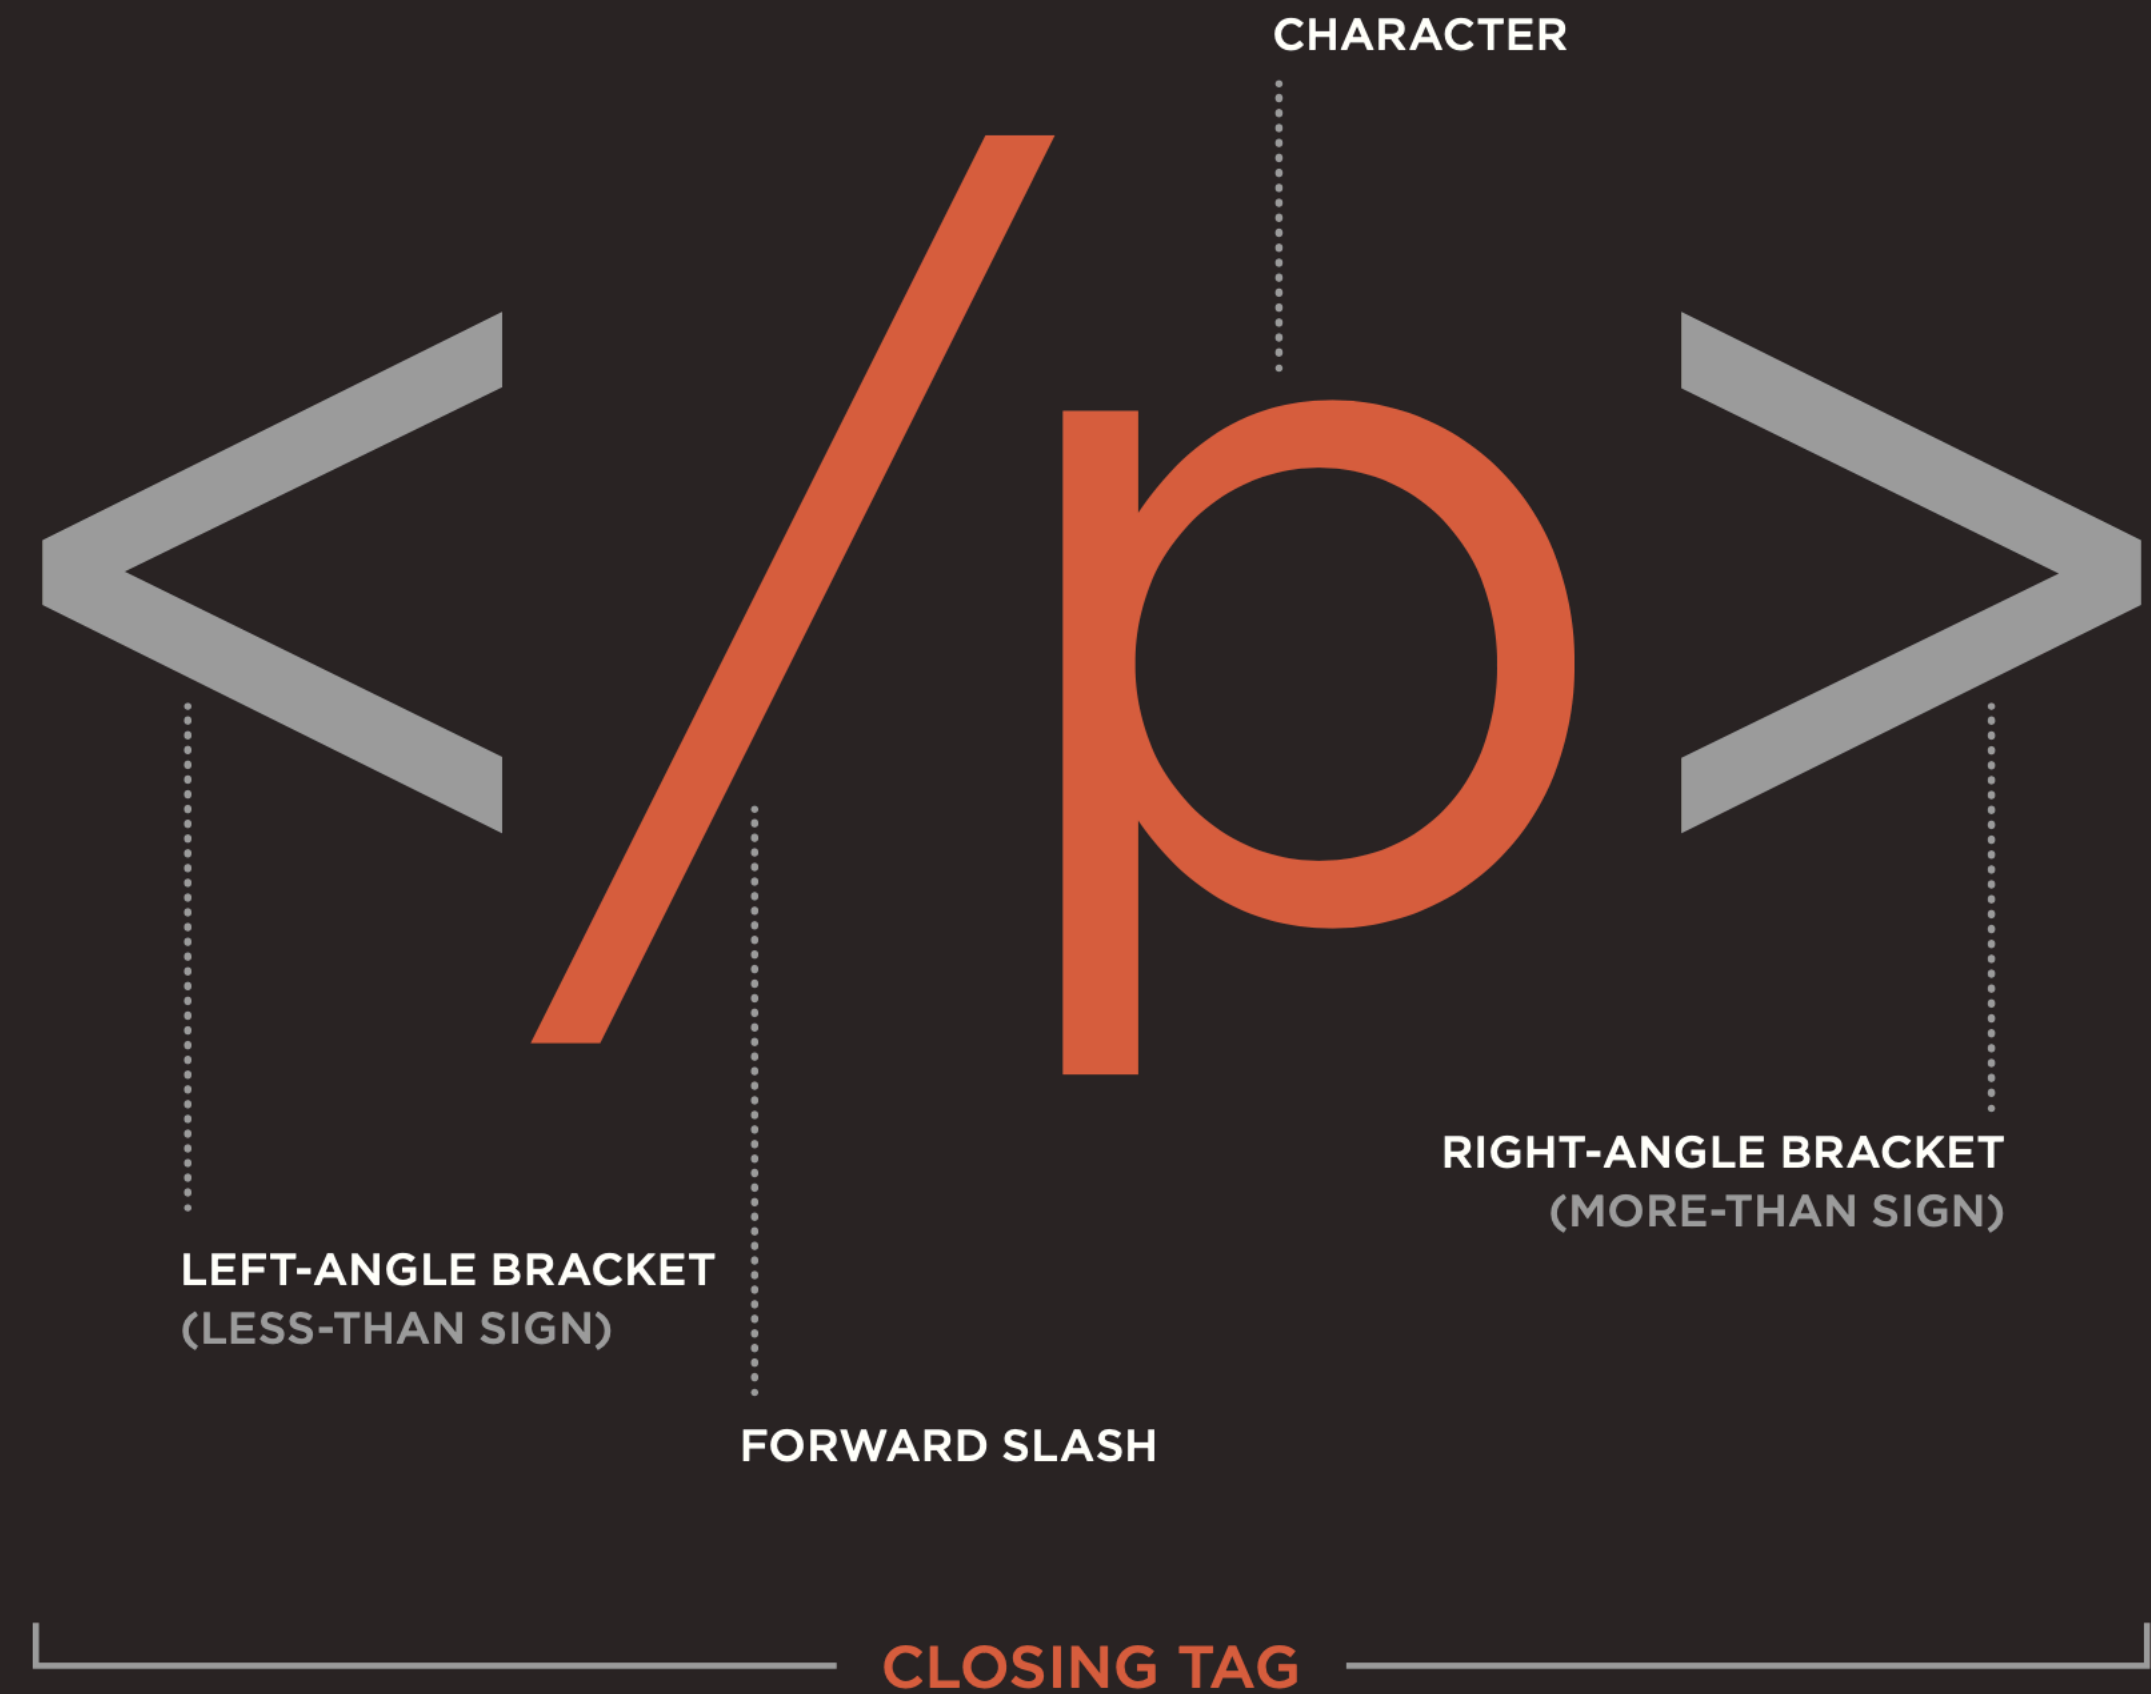 CHARACTER
</p>
RIGHT-ANGLE BRACKET
(MORE-THAN SIGN)
LEFT-ANGLE BRACKET
(LESS-THAN SIGN)
FORWARD SLASH
CLOSING TAG